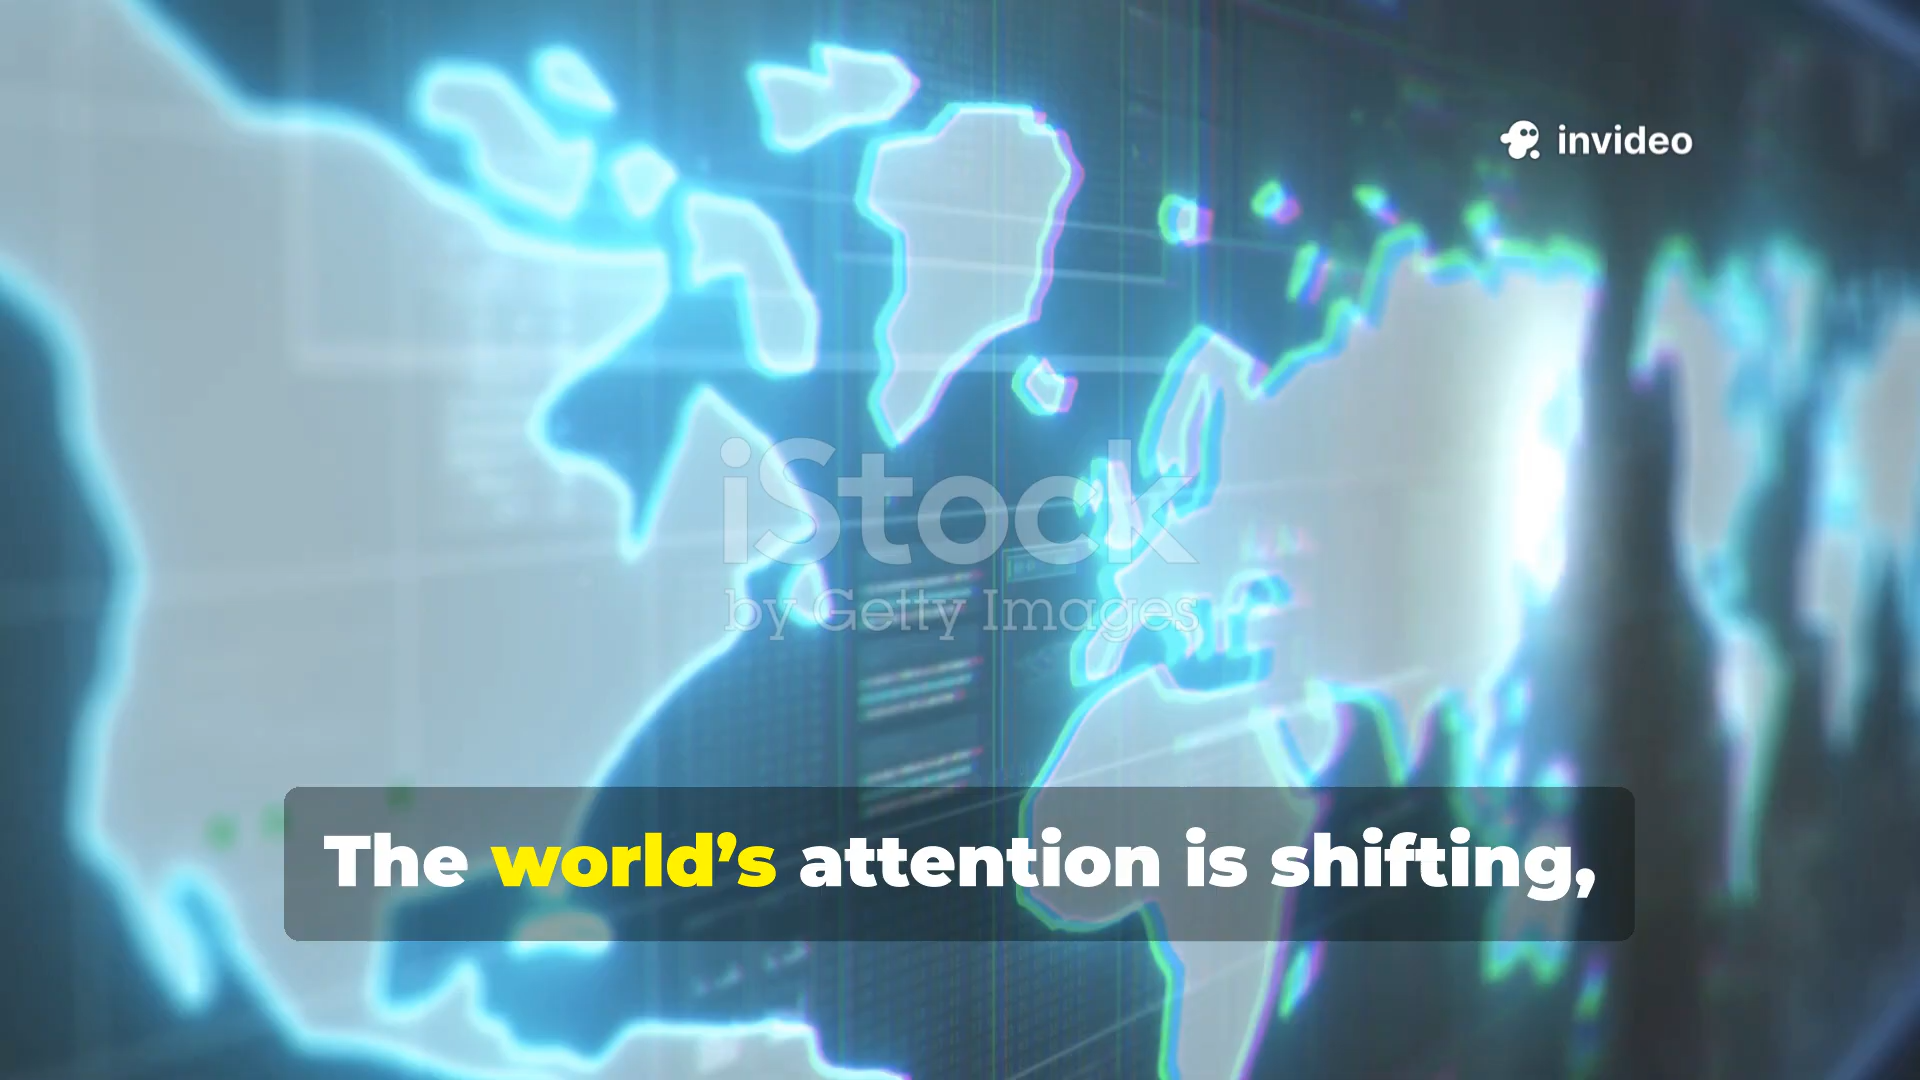 invideo
iStock
by Getty Images
The world’s attention is shifting,